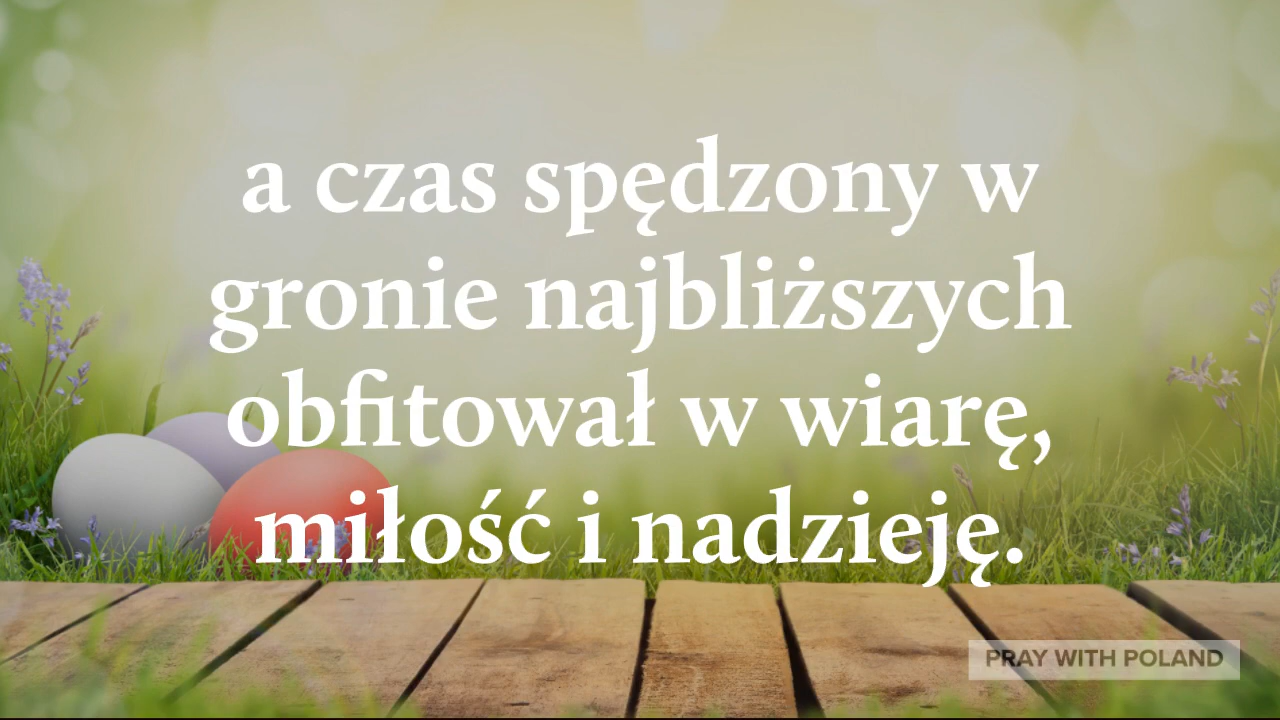 a czas spędzony w
gronie najbliższych
obfitował w wiarę,
miłość i nadzieję.
PRAY WITH POLAND